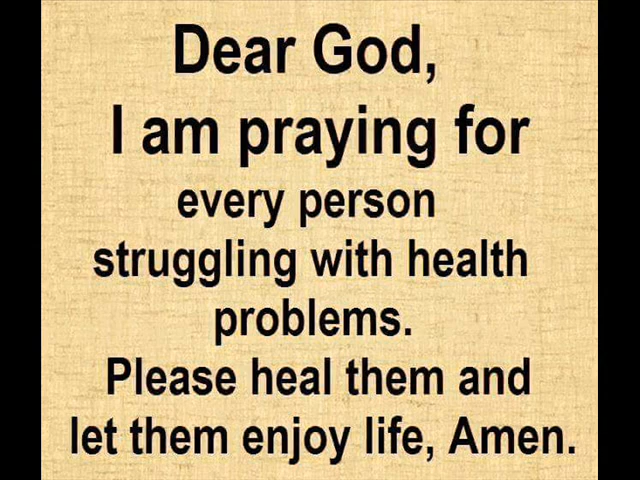 Dear God,
I am praying for
every person
struggling with health
problems.
Please heal them and
let them enjoy life, Amen.